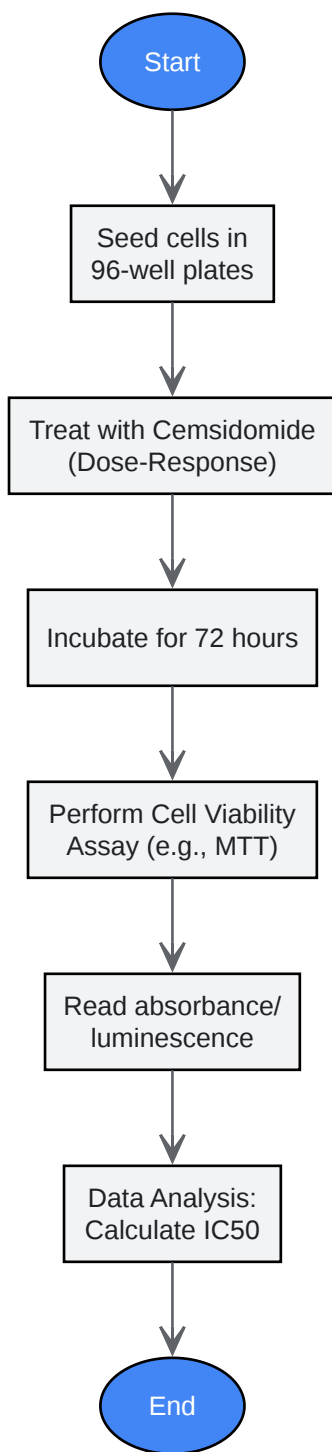 Start
Seed cells in
96-well plates
Treat with Cemsidomide
(Dose-Response)
Incubate for 72 hours
Perform Cell Viability
Assay (e.g., MTT)
Read absorbance/
luminescence
Data Analysis:
Calculate IC50
End